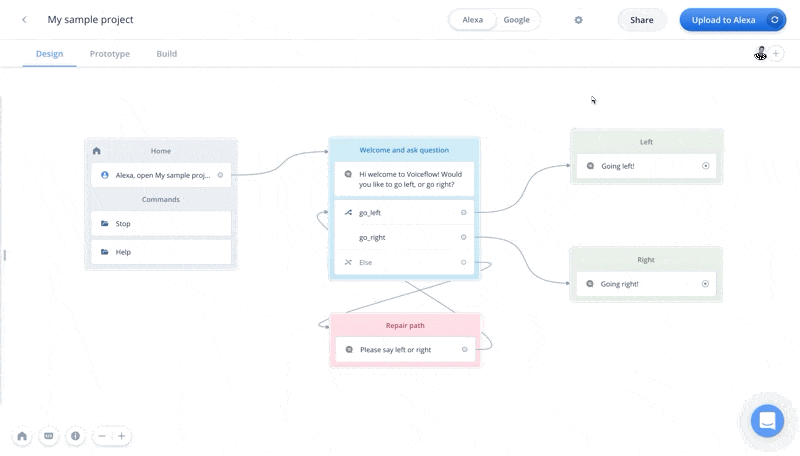 My sample project
Alexa
Google
Share
Upload to Alexa
Design
Prototype
Build
Home
Alexa, open My sample proj...
Commands
Stop
Help
Welcome and ask question
Hi welcome to Voiceflow! Would
you like to go left, or go right?
go_left
go_right
Else
Repair path
Please say left or right
Left
Going left!
Right
Going right!